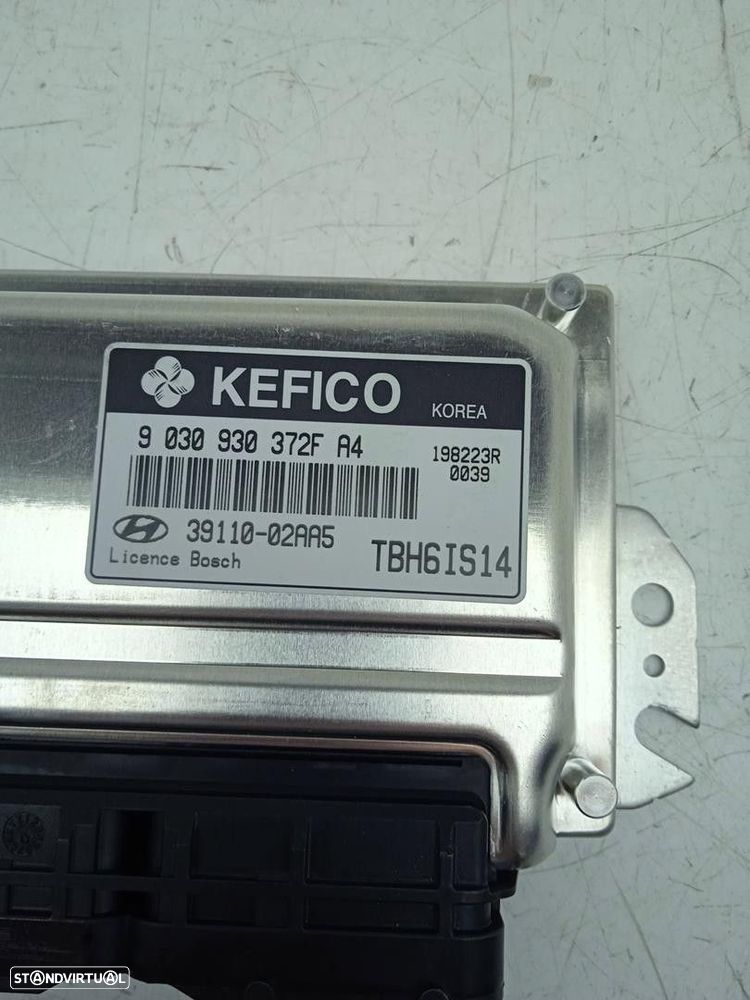 KEFICO KOREA
9 030 930 372F A4 198223R
0039
39110-02AA5
Licence Bosch TBH6IS14
STANDVIRTUAL